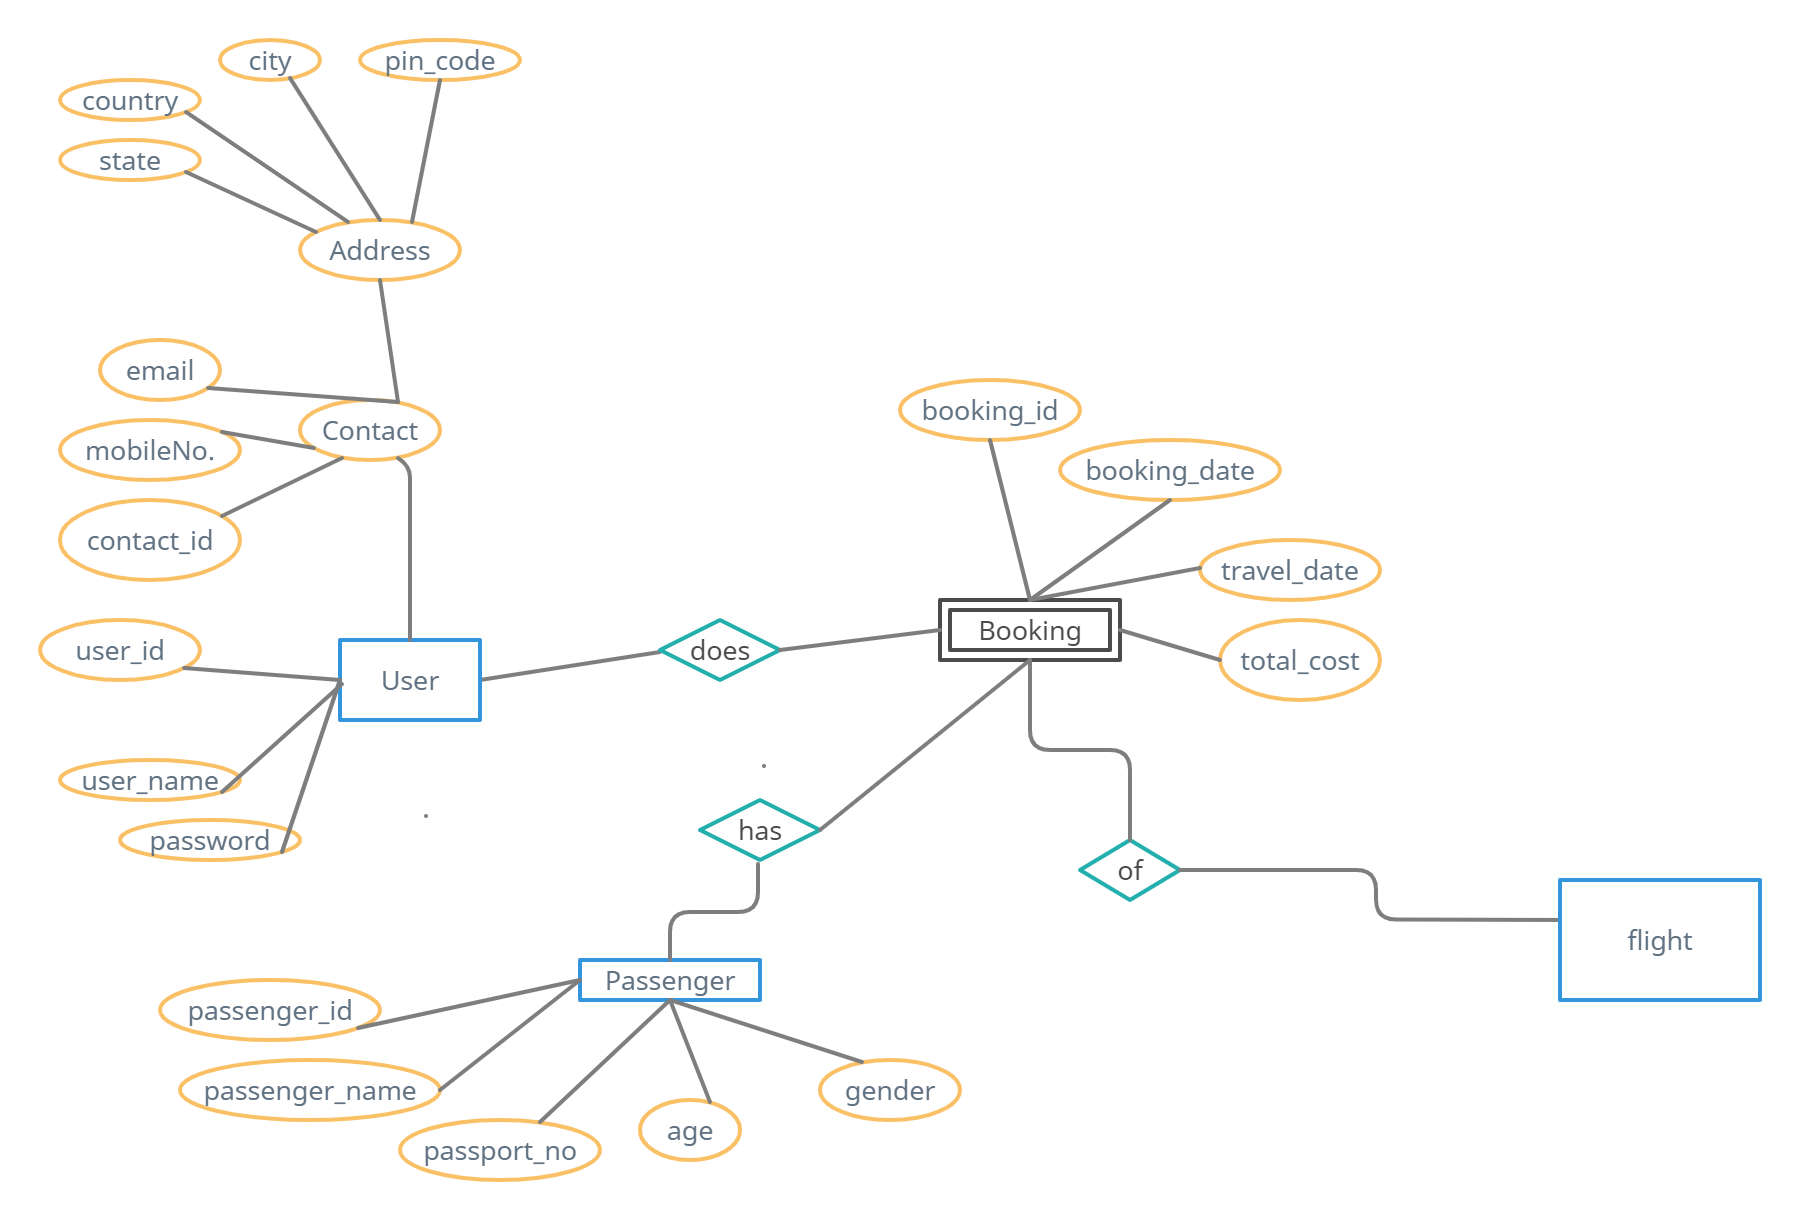 city
pin_code
country
state
Address
email
Contact
mobileNo.
contact_id
booking_id
booking_date
travel_date
Booking
total_cost
user_id
User
does
user_name
password
has
of
flight
Passenger
passenger_id
passenger_name
gender
age
passport_no